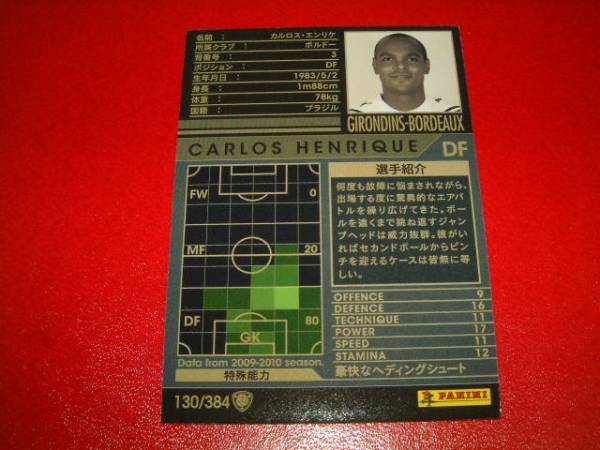 名前 : カルロス・エンリケ
所属クラブ : ボルドー
背番号 : 3
ポジション : DF
生年月日 : 1983/5/2
身長 : 1m88cm
体重 : 78kg
国籍 : ブラジル
GIRONDINS-BORDEAUX
CARLOS HENRIQUE DF
FW 0
MF 20
DF 80
GK
Data from 2009-2010 season.
特殊能力
選手紹介
何度も故障に悩まされながら、
出場する度に驚異的なエアバ
トルを繰り広げてきた。ボー
ルを遠くまで跳ね返すジャン
プヘッドは威力抜群。彼がい
ればセカンドボールからピン
チを迎えるケースは皆無に等
しい。
OFFENCE 9
DEFENCE 16
TECHNIQUE 11
POWER 17
SPEED 11
STAMINA 12
豪快なヘディングシュート
130/384
PANINI